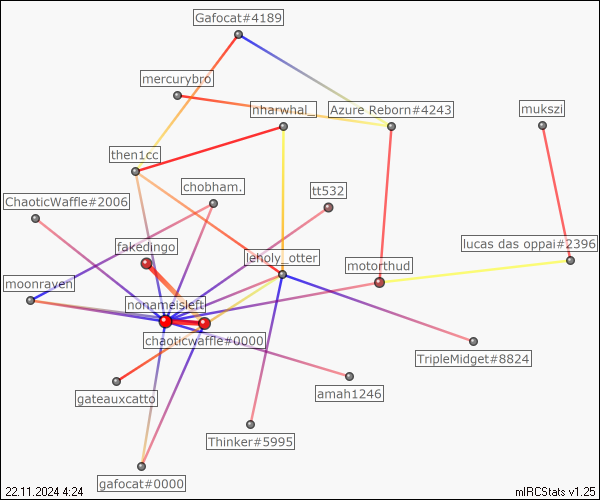 Gafocat#4189
mercurybro
nharwhal_
Azure Reborn#4243
mukszi
then1cc
chobham.
tt532
ChaoticWaffle#2006
fakedingo
leholy_otter
motorthud
lucas das oppai#2396
moonraven
nonameisleft
chaoticwaffle#0000
TripleMidget#8824
gateauxcatto
amah1246
Thinker#5995
gafocat#0000
22.11.2024 4:24
mIRCStats v1.25